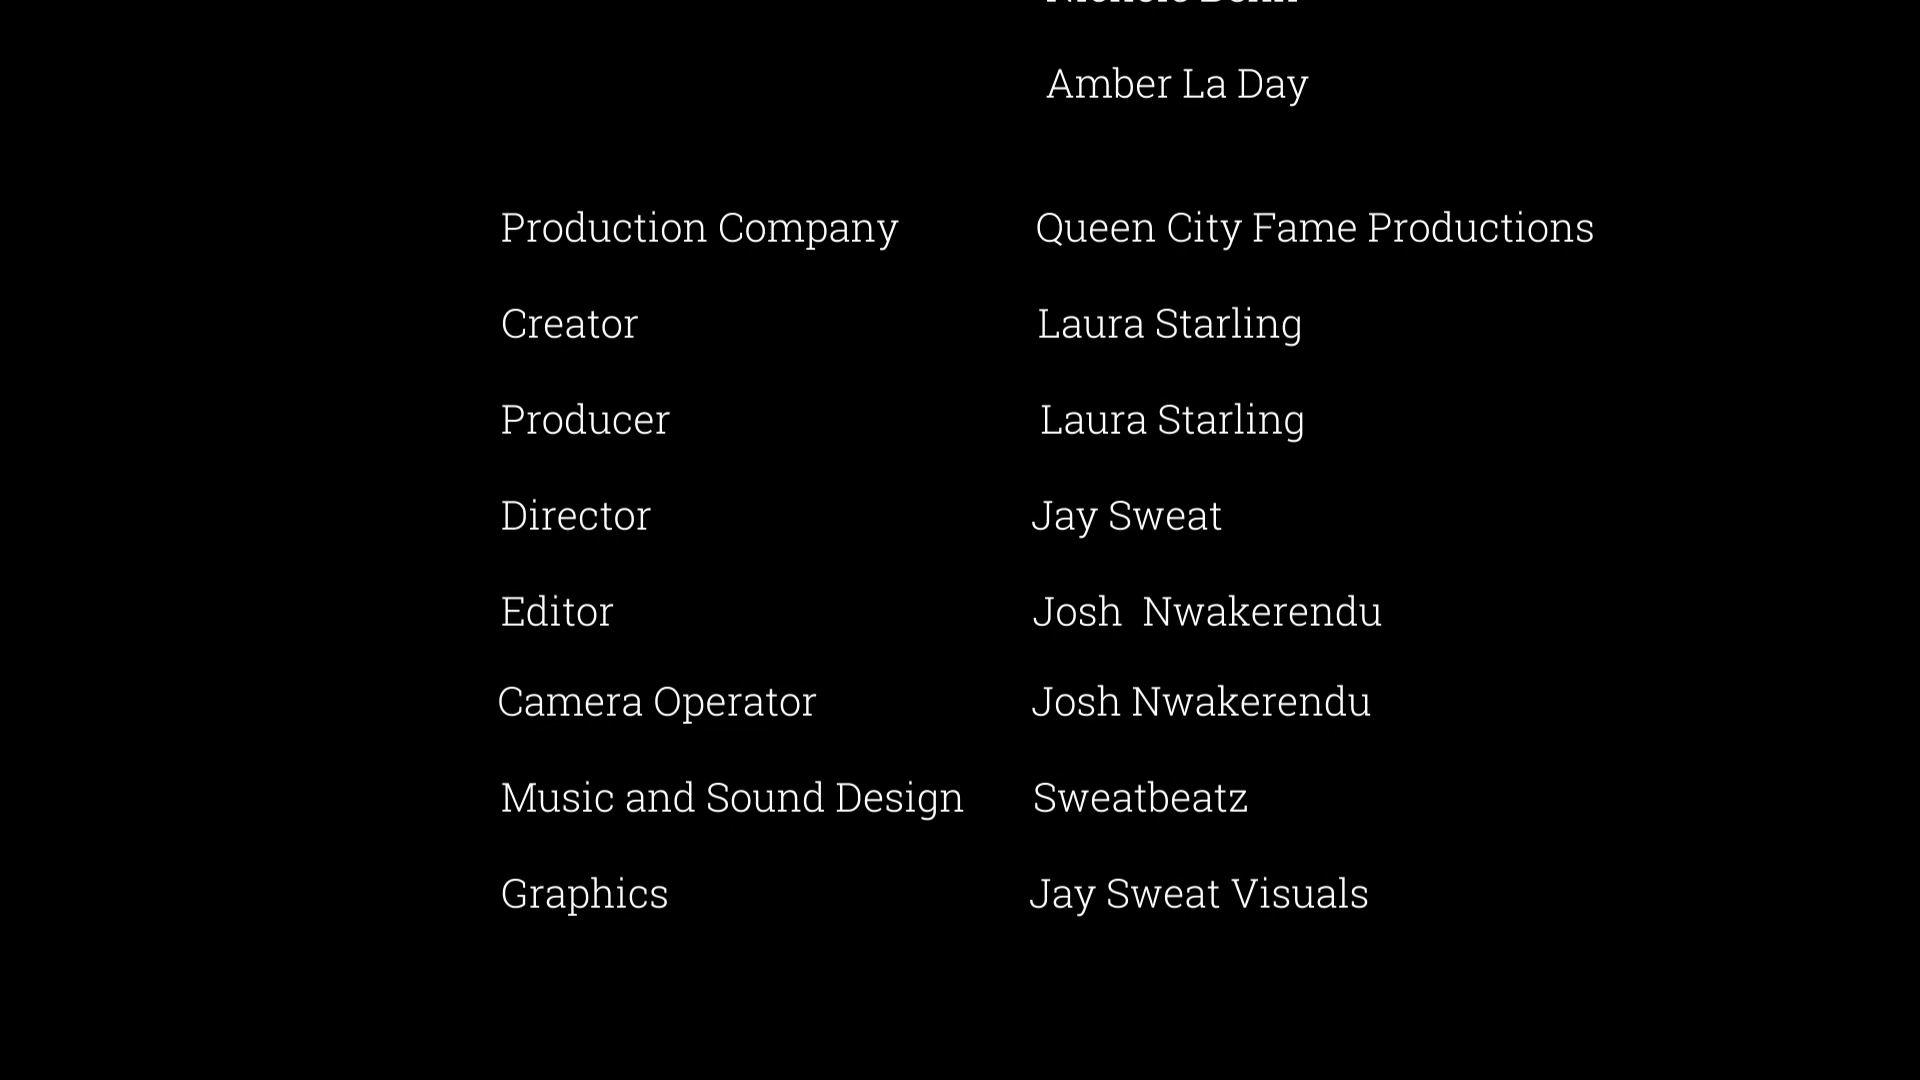 Amber La Day
Production Company Queen City Fame Productions
Creator Laura Starling
Producer Laura Starling
Director Jay Sweat
Editor Josh  Nwakerendu
Camera Operator Josh Nwakerendu
Music and Sound Design Sweatbeatz
Graphics Jay Sweat Visuals